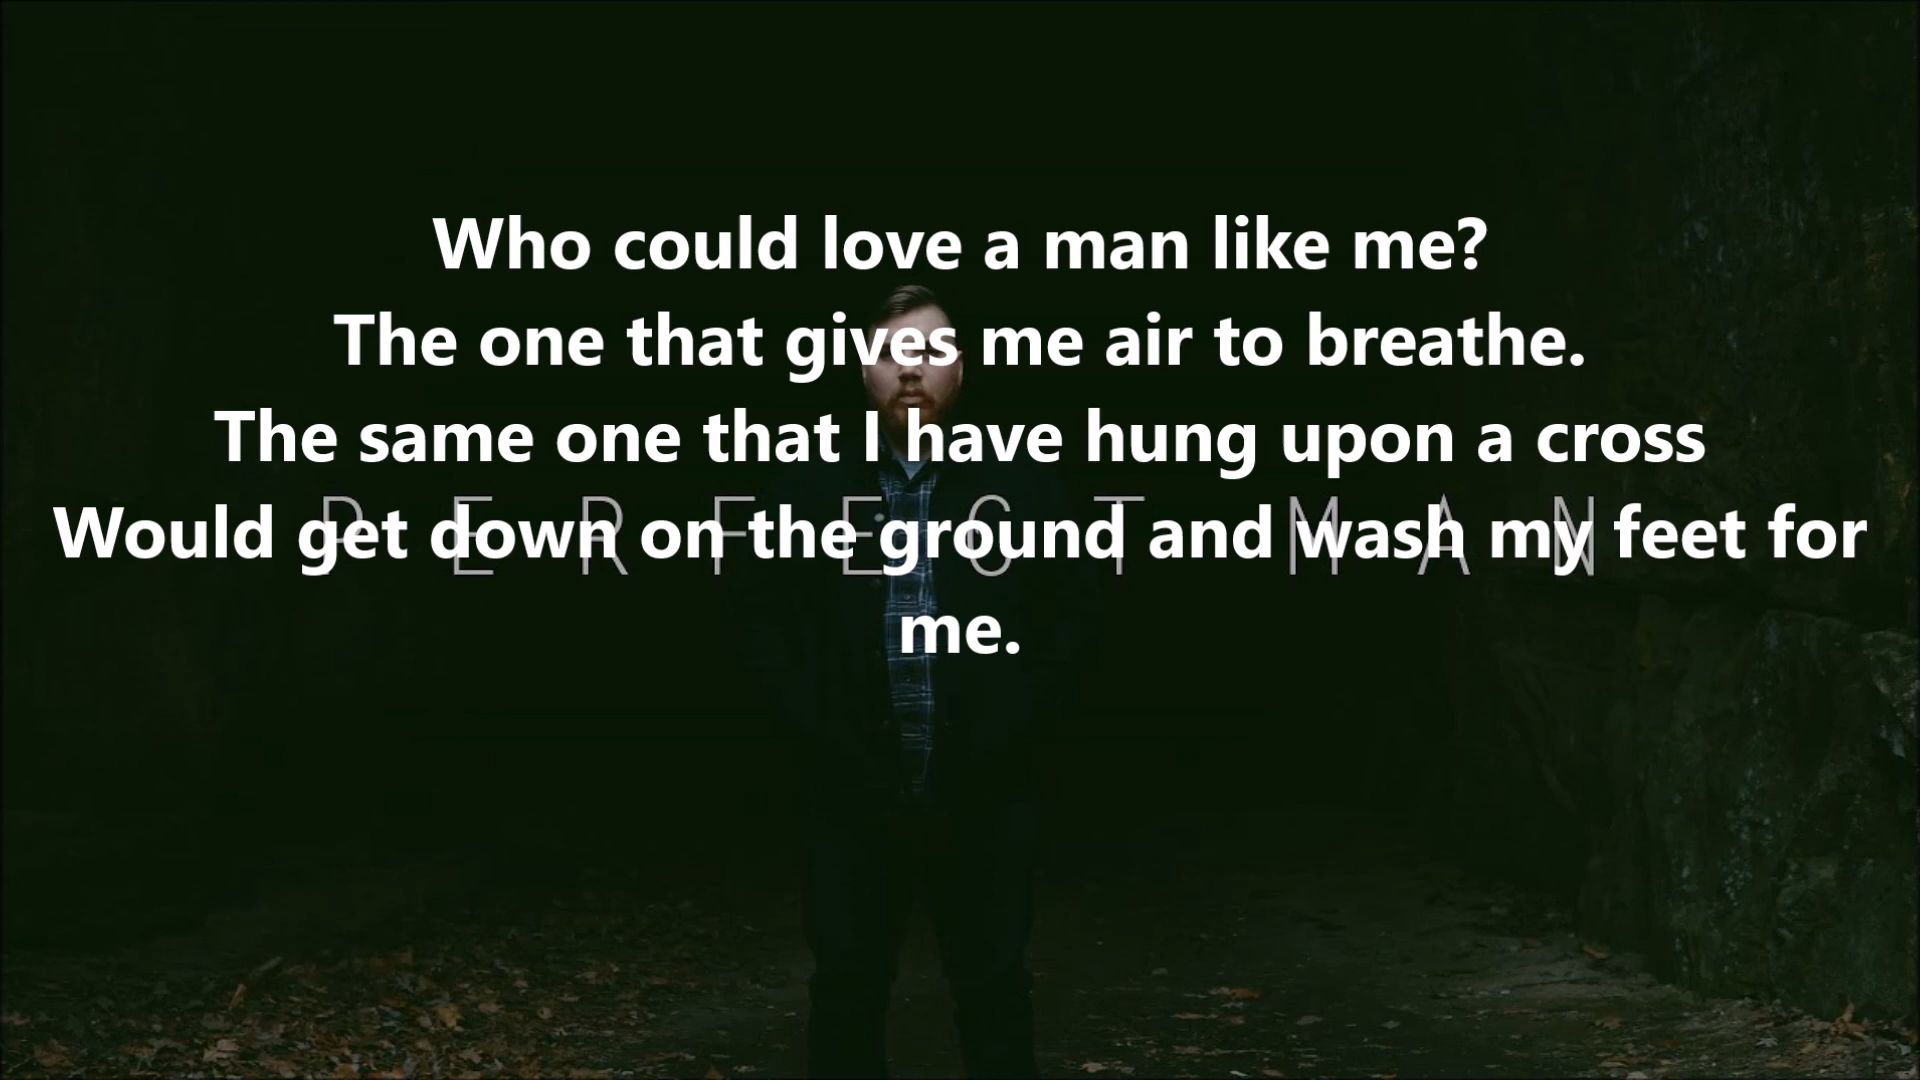 Who could love a man like me?
The one that gives me air to breathe.
The same one that I have hung upon a cross
Would get down on the ground and wash my feet for
me.
PERFECT MAN